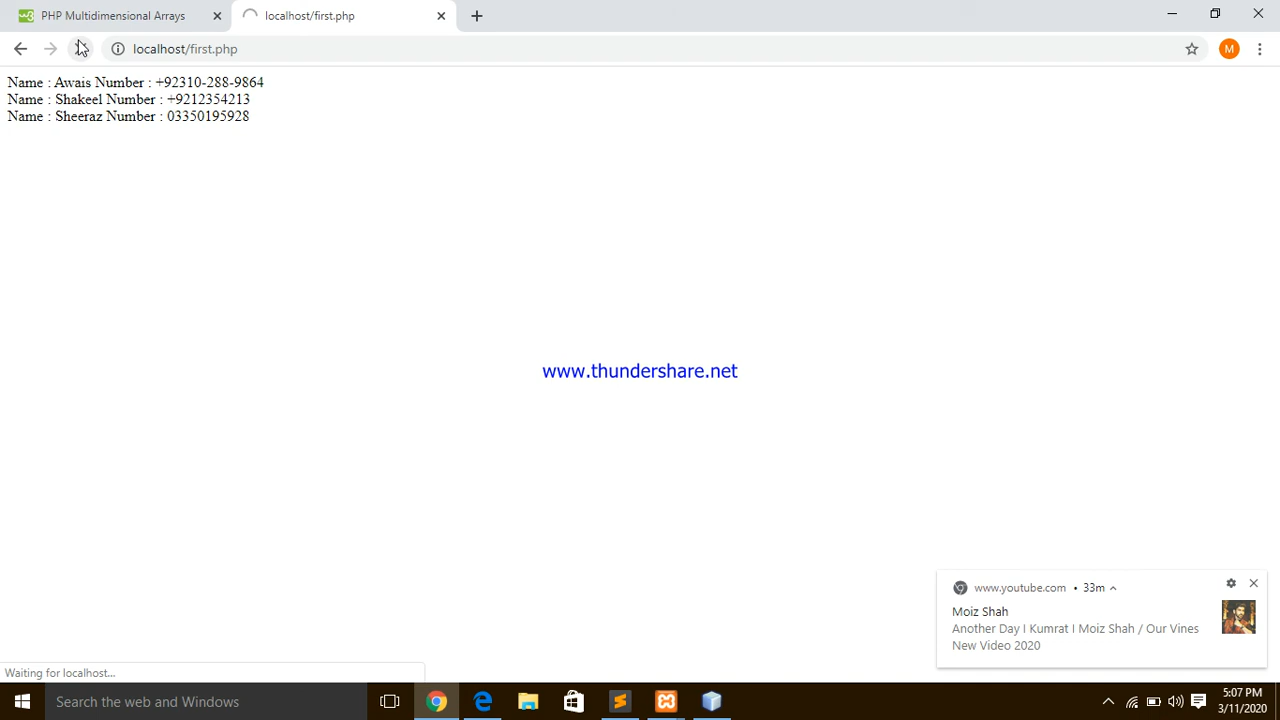 PHP Multidimensional Arrays
localhost/first.php
M
localhost/first.php
Name : Awais Number : +92310-288-9864
Name : Shakeel Number : +9212354213
Name : Sheeraz Number : 03350195928
www.thundershare.net
www.youtube.com • 33m
Moiz Shah
Another Day I Kumrat I Moiz Shah / Our Vines
New Video 2020
Waiting for localhost...
Search the web and Windows
5:07 PM
3/11/2020